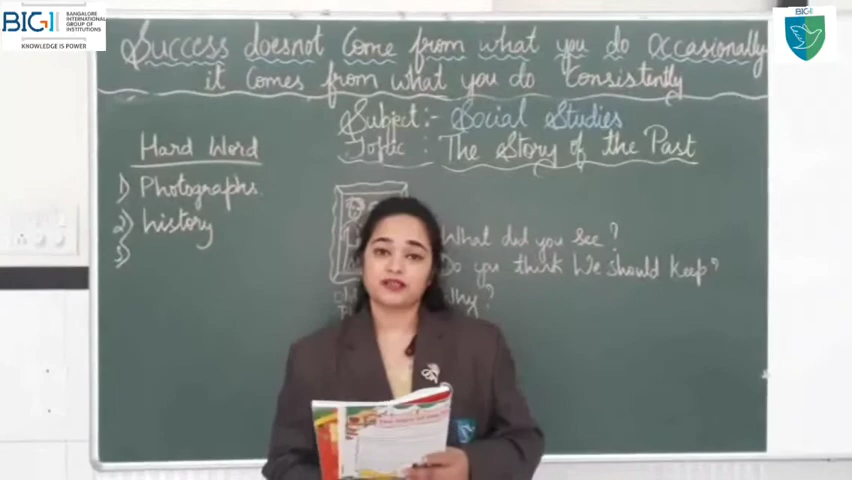 BIGI
BANGALORE
INTERNATIONAL
GROUP OF
INSTITUTIONS
KNOWLEDGE IS POWER
BIGI
Success doesnot Come from what you do Occasionally
it Comes from what you do Consistently
Subject:- Social Studies
Topic : The Story of the Past
Hard Word
1) Photographs.
2) history
3)
What did you see ?
Do you think We should Keep?
Why ?